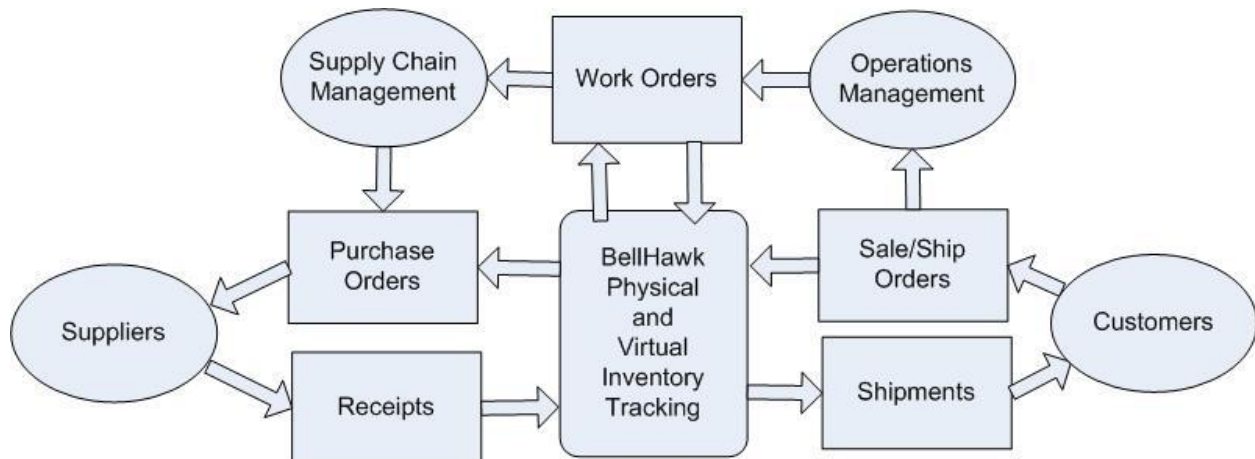 Supply Chain
Management
Work Orders
Operations
Management
Purchase
Orders
BellHawk
Physical
and
Virtual
Inventory
Tracking
Sale/Ship
Orders
Suppliers
Customers
Receipts
Shipments